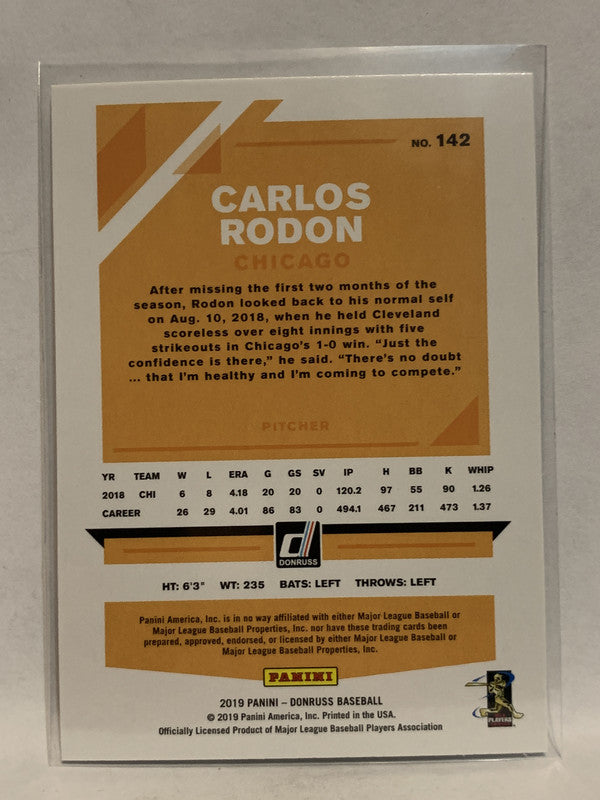 NO. 142
CARLOS
RODON
CHICAGO
After missing the first two months of the
season, Rodon looked back to his normal self
on Aug. 10, 2018, when he held Cleveland
scoreless over eight innings with five
strikeouts in Chicago's 1-0 win. "Just the
confidence is there," he said. "There's no doubt
... that I'm healthy and I'm coming to compete."
PITCHER
YR TEAM W L ERA G GS SV IP H BB K WHIP
2018 CHI 6 8 4.18 20 20 0 120.2 97 55 90 1.26
CAREER 26 29 4.01 86 83 0 494.1 467 211 473 1.37
DONRUSS
HT: 6'3" WT: 235 BATS: LEFT THROWS: LEFT
Panini America, Inc. is in no way affiliated with either Major League Baseball or
Major League Baseball Properties, Inc. nor have these trading cards been
prepared, approved, endorsed, or licensed by either Major League Baseball or
Major League Baseball Properties, Inc.
PANINI
2019 PANINI – DONRUSS BASEBALL
© 2019 Panini America, Inc. Printed in the USA.
Officially Licensed Product of Major League Baseball Players Association
PLAYERS